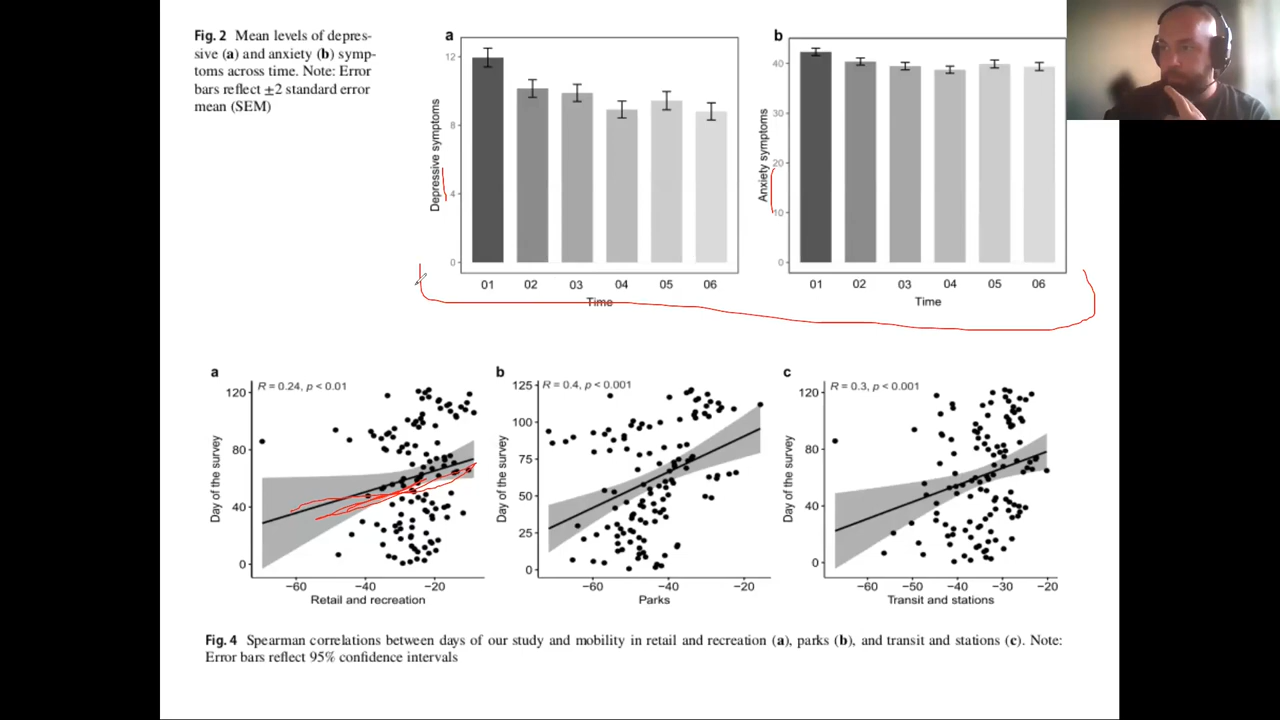 Fig. 2 Mean levels of depres-
sive (a) and anxiety (b) symp-
toms across time. Note: Error
bars reflect ±2 standard error
mean (SEM)
a
12
8
4
0
Depressive symptoms
01 02 03 04 05 06
Time
b
40
30
20
10
0
Anxiety symptoms
01 02 03 04 05 06
Time
a
R = 0.24, p < 0.01
120
80
40
0
Day of the survey
−60 −40 −20
Retail and recreation
b
R = 0.4, p < 0.001
125
100
75
50
25
0
Day of the survey
−60 −40 −20
Parks
c
R = 0.3, p < 0.001
120
80
40
0
Day of the survey
−60 −50 −40 −30 −20
Transit and stations
Fig. 4 Spearman correlations between days of our study and mobility in retail and recreation (a), parks (b), and transit and stations (c). Note:
Error bars reflect 95% confidence intervals